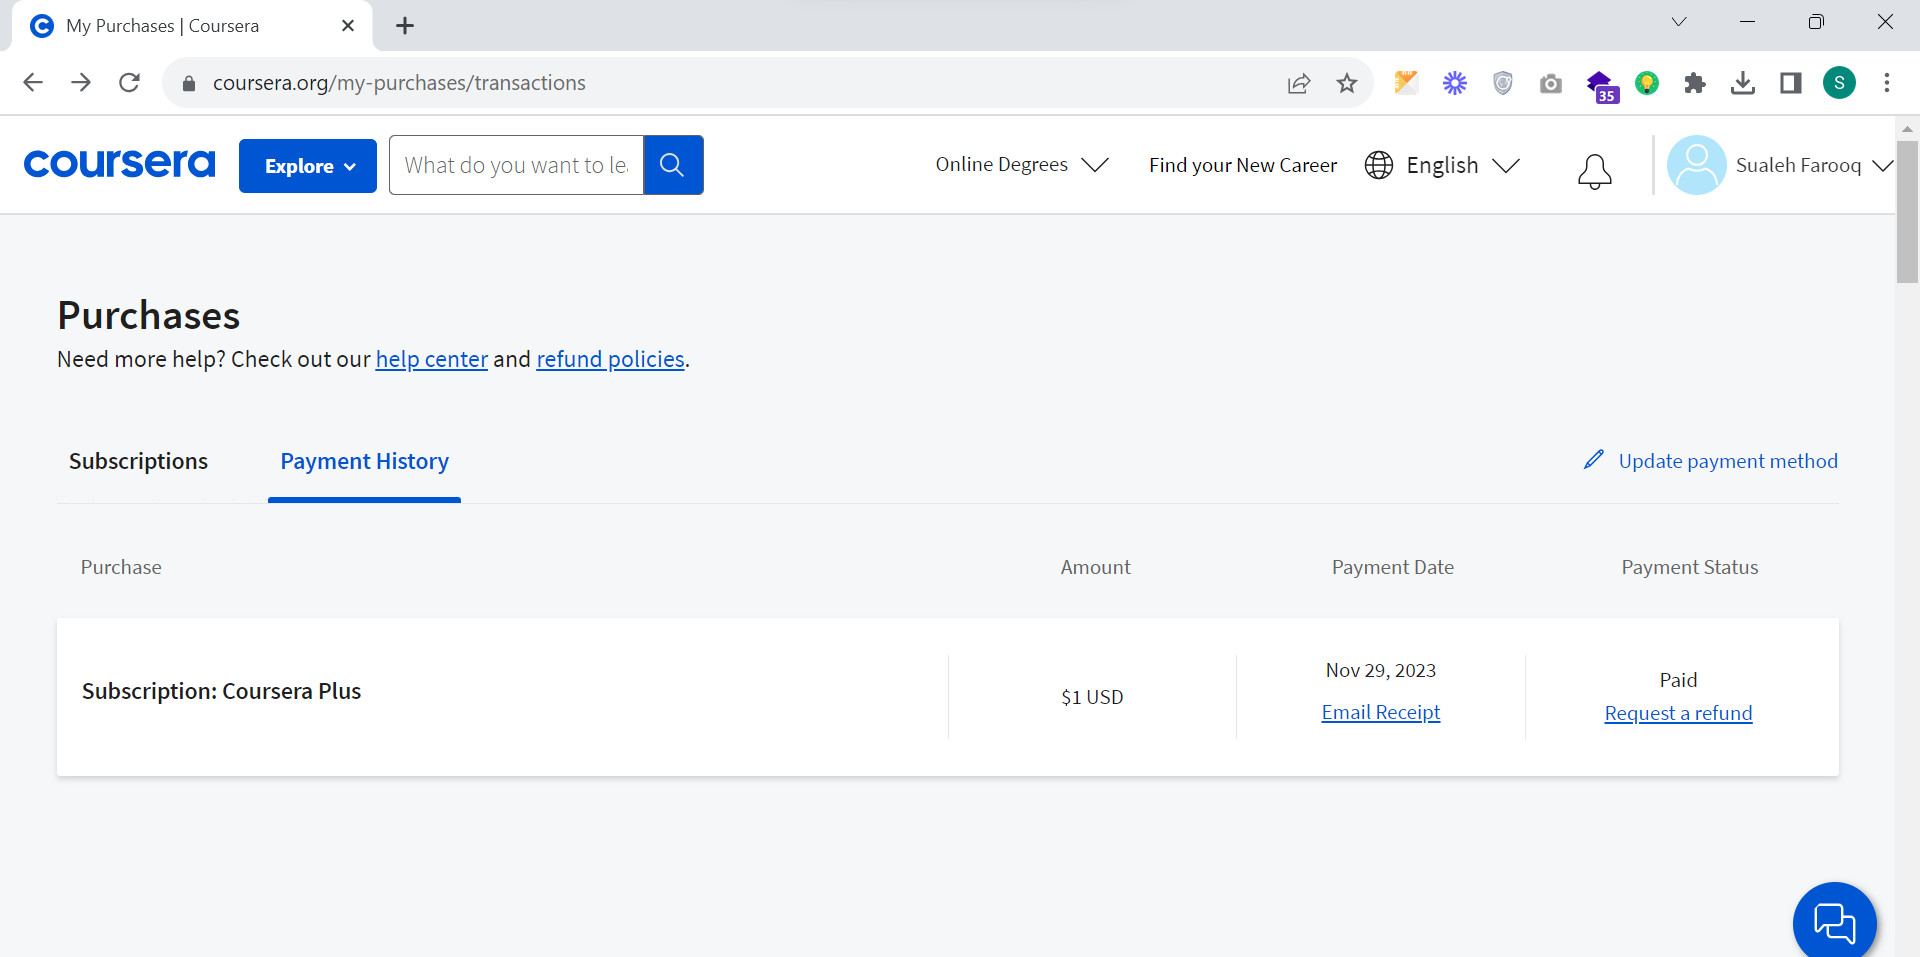 My Purchases | Coursera
coursera.org/my-purchases/transactions
35
S
coursera
Explore
What do you want to le
Online Degrees
Find your New Career
English
Sualeh Farooq
Purchases
Need more help? Check out our help center and refund policies.
Subscriptions
Payment History
Update payment method
Purchase
Amount
Payment Date
Payment Status
Subscription: Coursera Plus
$1 USD
Nov 29, 2023
Email Receipt
Paid
Request a refund